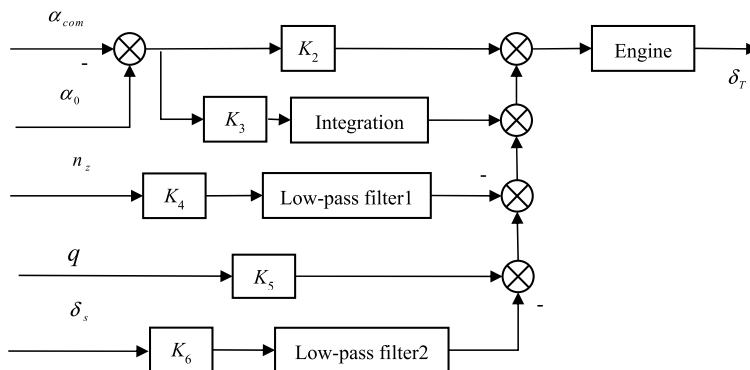 α_com
-
K_2
Engine
δ_T
α_0
K_3
Integration
-
n_z
K_4
Low-pass filter1
q
K_5
-
δ_s
K_6
Low-pass filter2